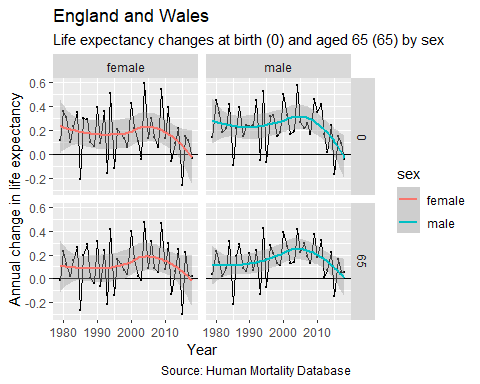 England and Wales
Life expectancy changes at birth (0) and aged 65 (65) by sex
female male
0.6
0.4
0.2
0.0
-0.2
0
0.6
0.4
0.2
0.0
-0.2
65
Annual change in life expectancy
1980 1990 2000 2010 1980 1990 2000 2010
Year
sex
female
male
Source: Human Mortality Database